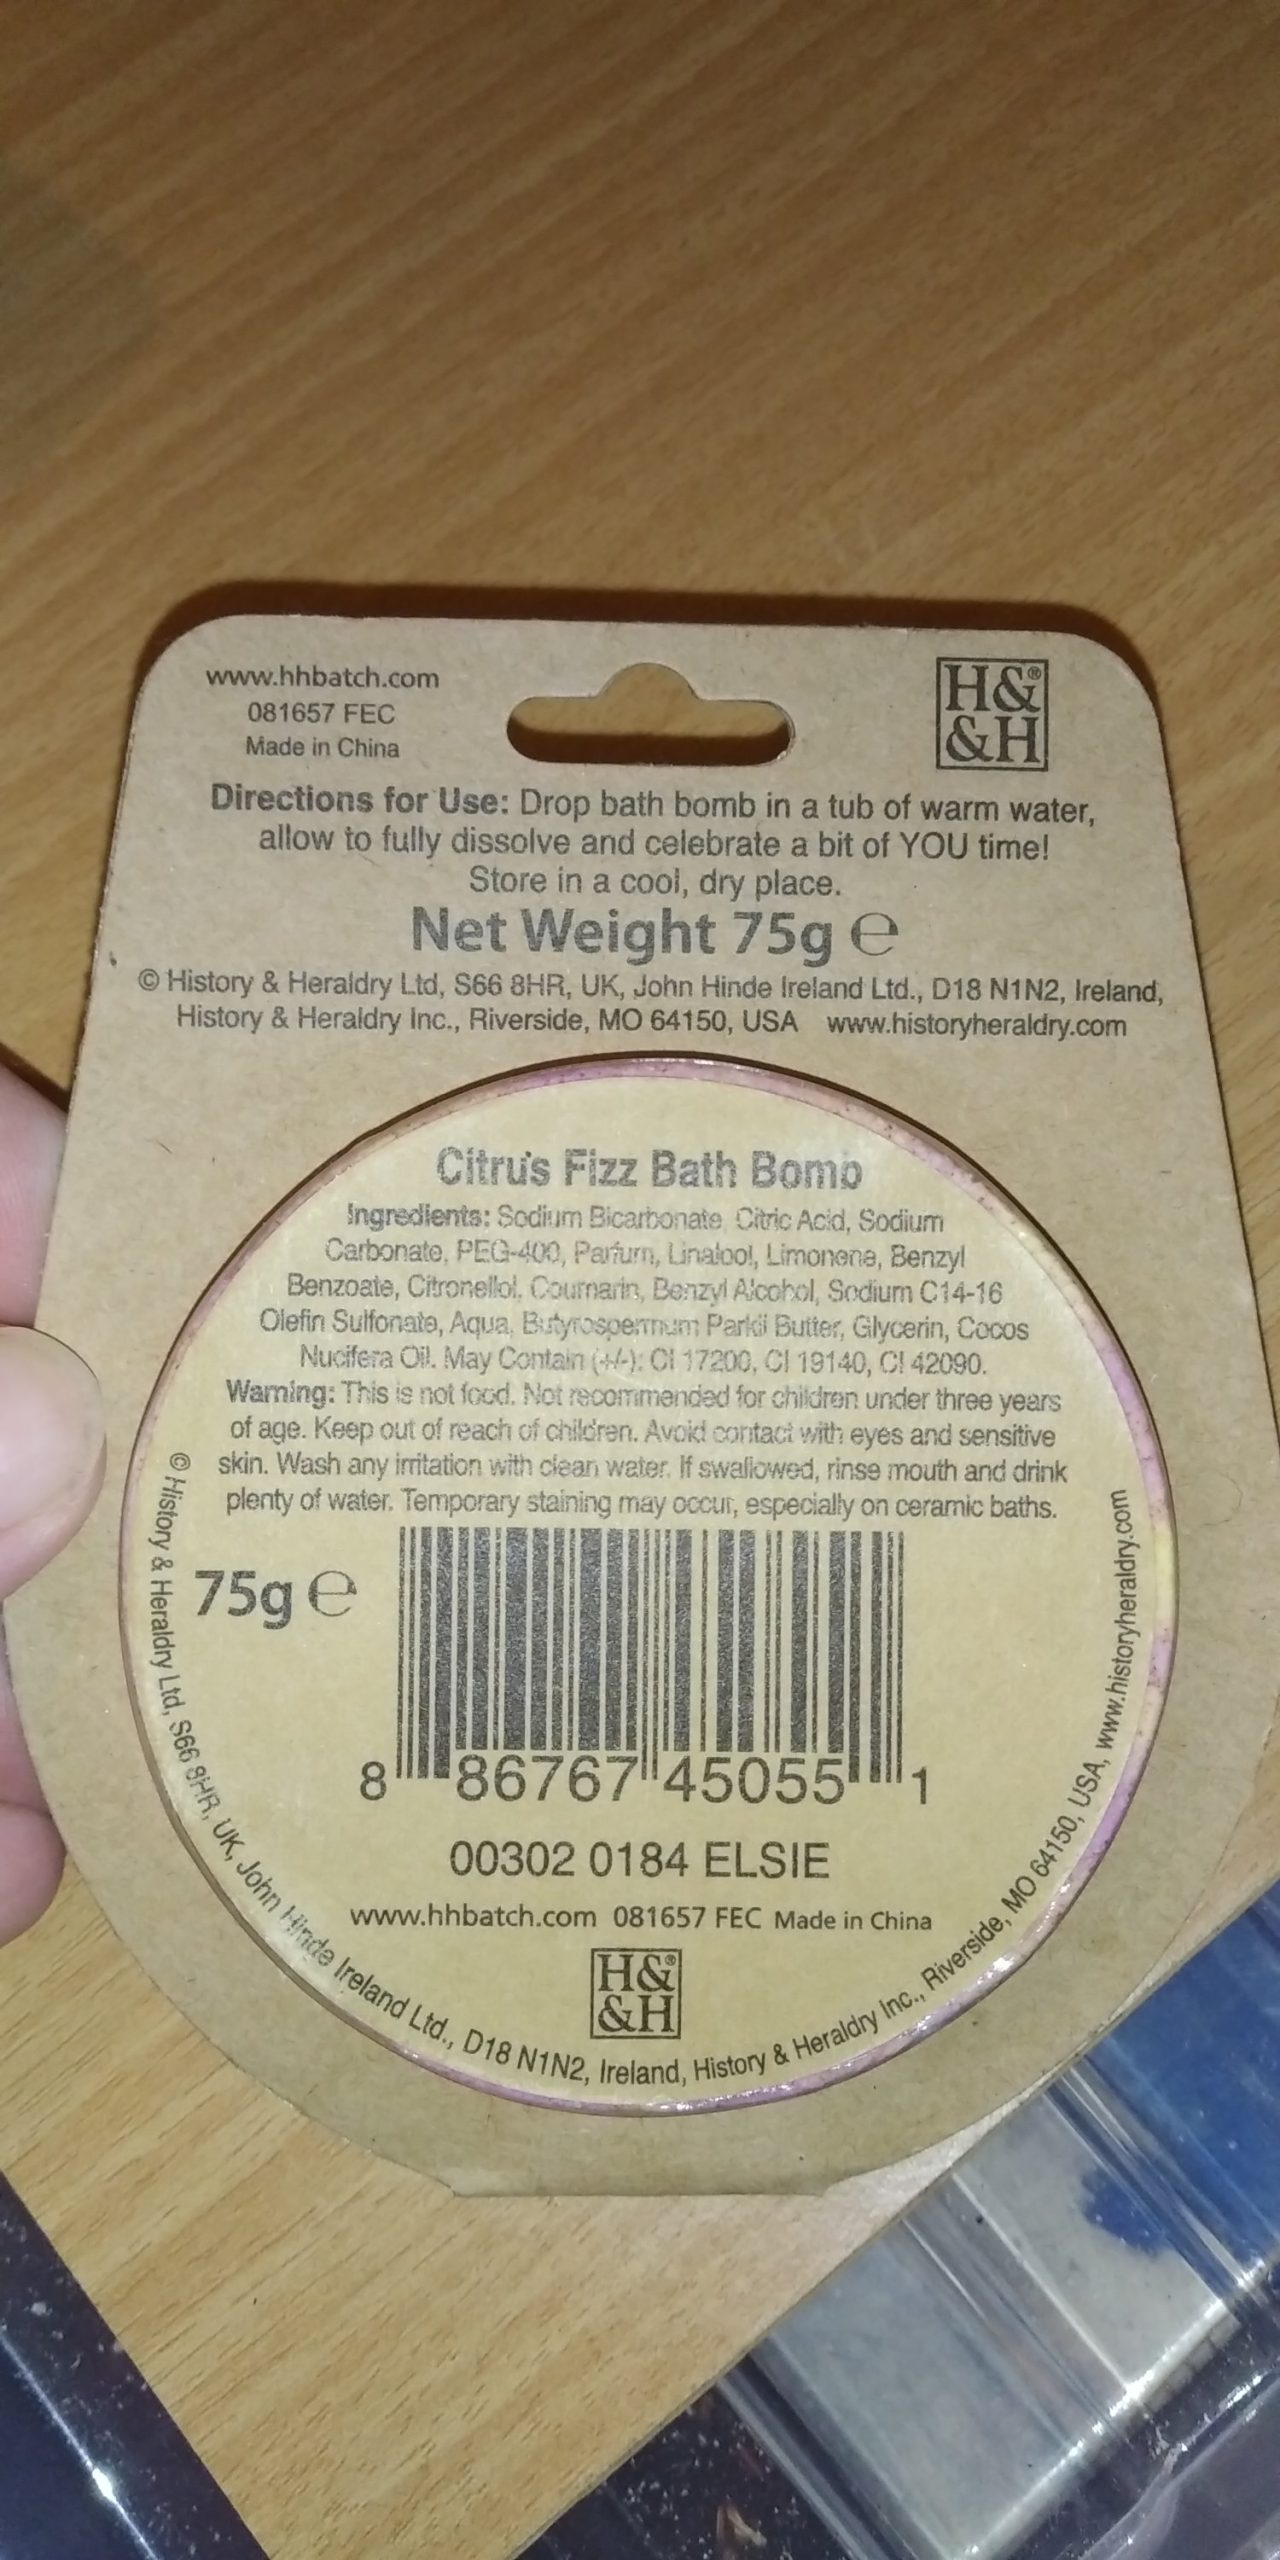 www.hhbatch.com
081657 FEC
Made in China
H&
&H
®
Directions for Use: Drop bath bomb in a tub of warm water,
allow to fully dissolve and celebrate a bit of YOU time!
Store in a cool, dry place.
Net Weight 75g ℮
© History & Heraldry Ltd, S66 8HR, UK, John Hinde Ireland Ltd., D18 N1N2, Ireland,
History & Heraldry Inc., Riverside, MO 64150, USA www.historyheraldry.com
Citrus Fizz Bath Bomb
Ingredients: Sodium Bicarbonate, Citric Acid, Sodium
Carbonate, PEG-400, Parfum, Linalool, Limonene, Benzyl
Benzoate, Citronellol, Coumarin, Benzyl Alcohol, Sodium C14-16
Olefin Sulfonate, Aqua, Butyrospermum Parkii Butter, Glycerin, Cocos
Nucifera Oil. May Contain (+/-): CI 17200, CI 19140, CI 42090.
Warning: This is not food. Not recommended for children under three years
of age. Keep out of reach of children. Avoid contact with eyes and sensitive
skin. Wash any irritation with clean water. If swallowed, rinse mouth and drink
plenty of water. Temporary staining may occur, especially on ceramic baths.
75g ℮
8 86767 45055 1
00302 0184 ELSIE
www.hhbatch.com 081657 FEC Made in China
H&
&H
®
© History & Heraldry Ltd, S66 8HR, UK, John Hinde Ireland Ltd., D18 N1N2, Ireland, History & Heraldry Inc., Riverside, MO 64150, USA, www.historyheraldry.com